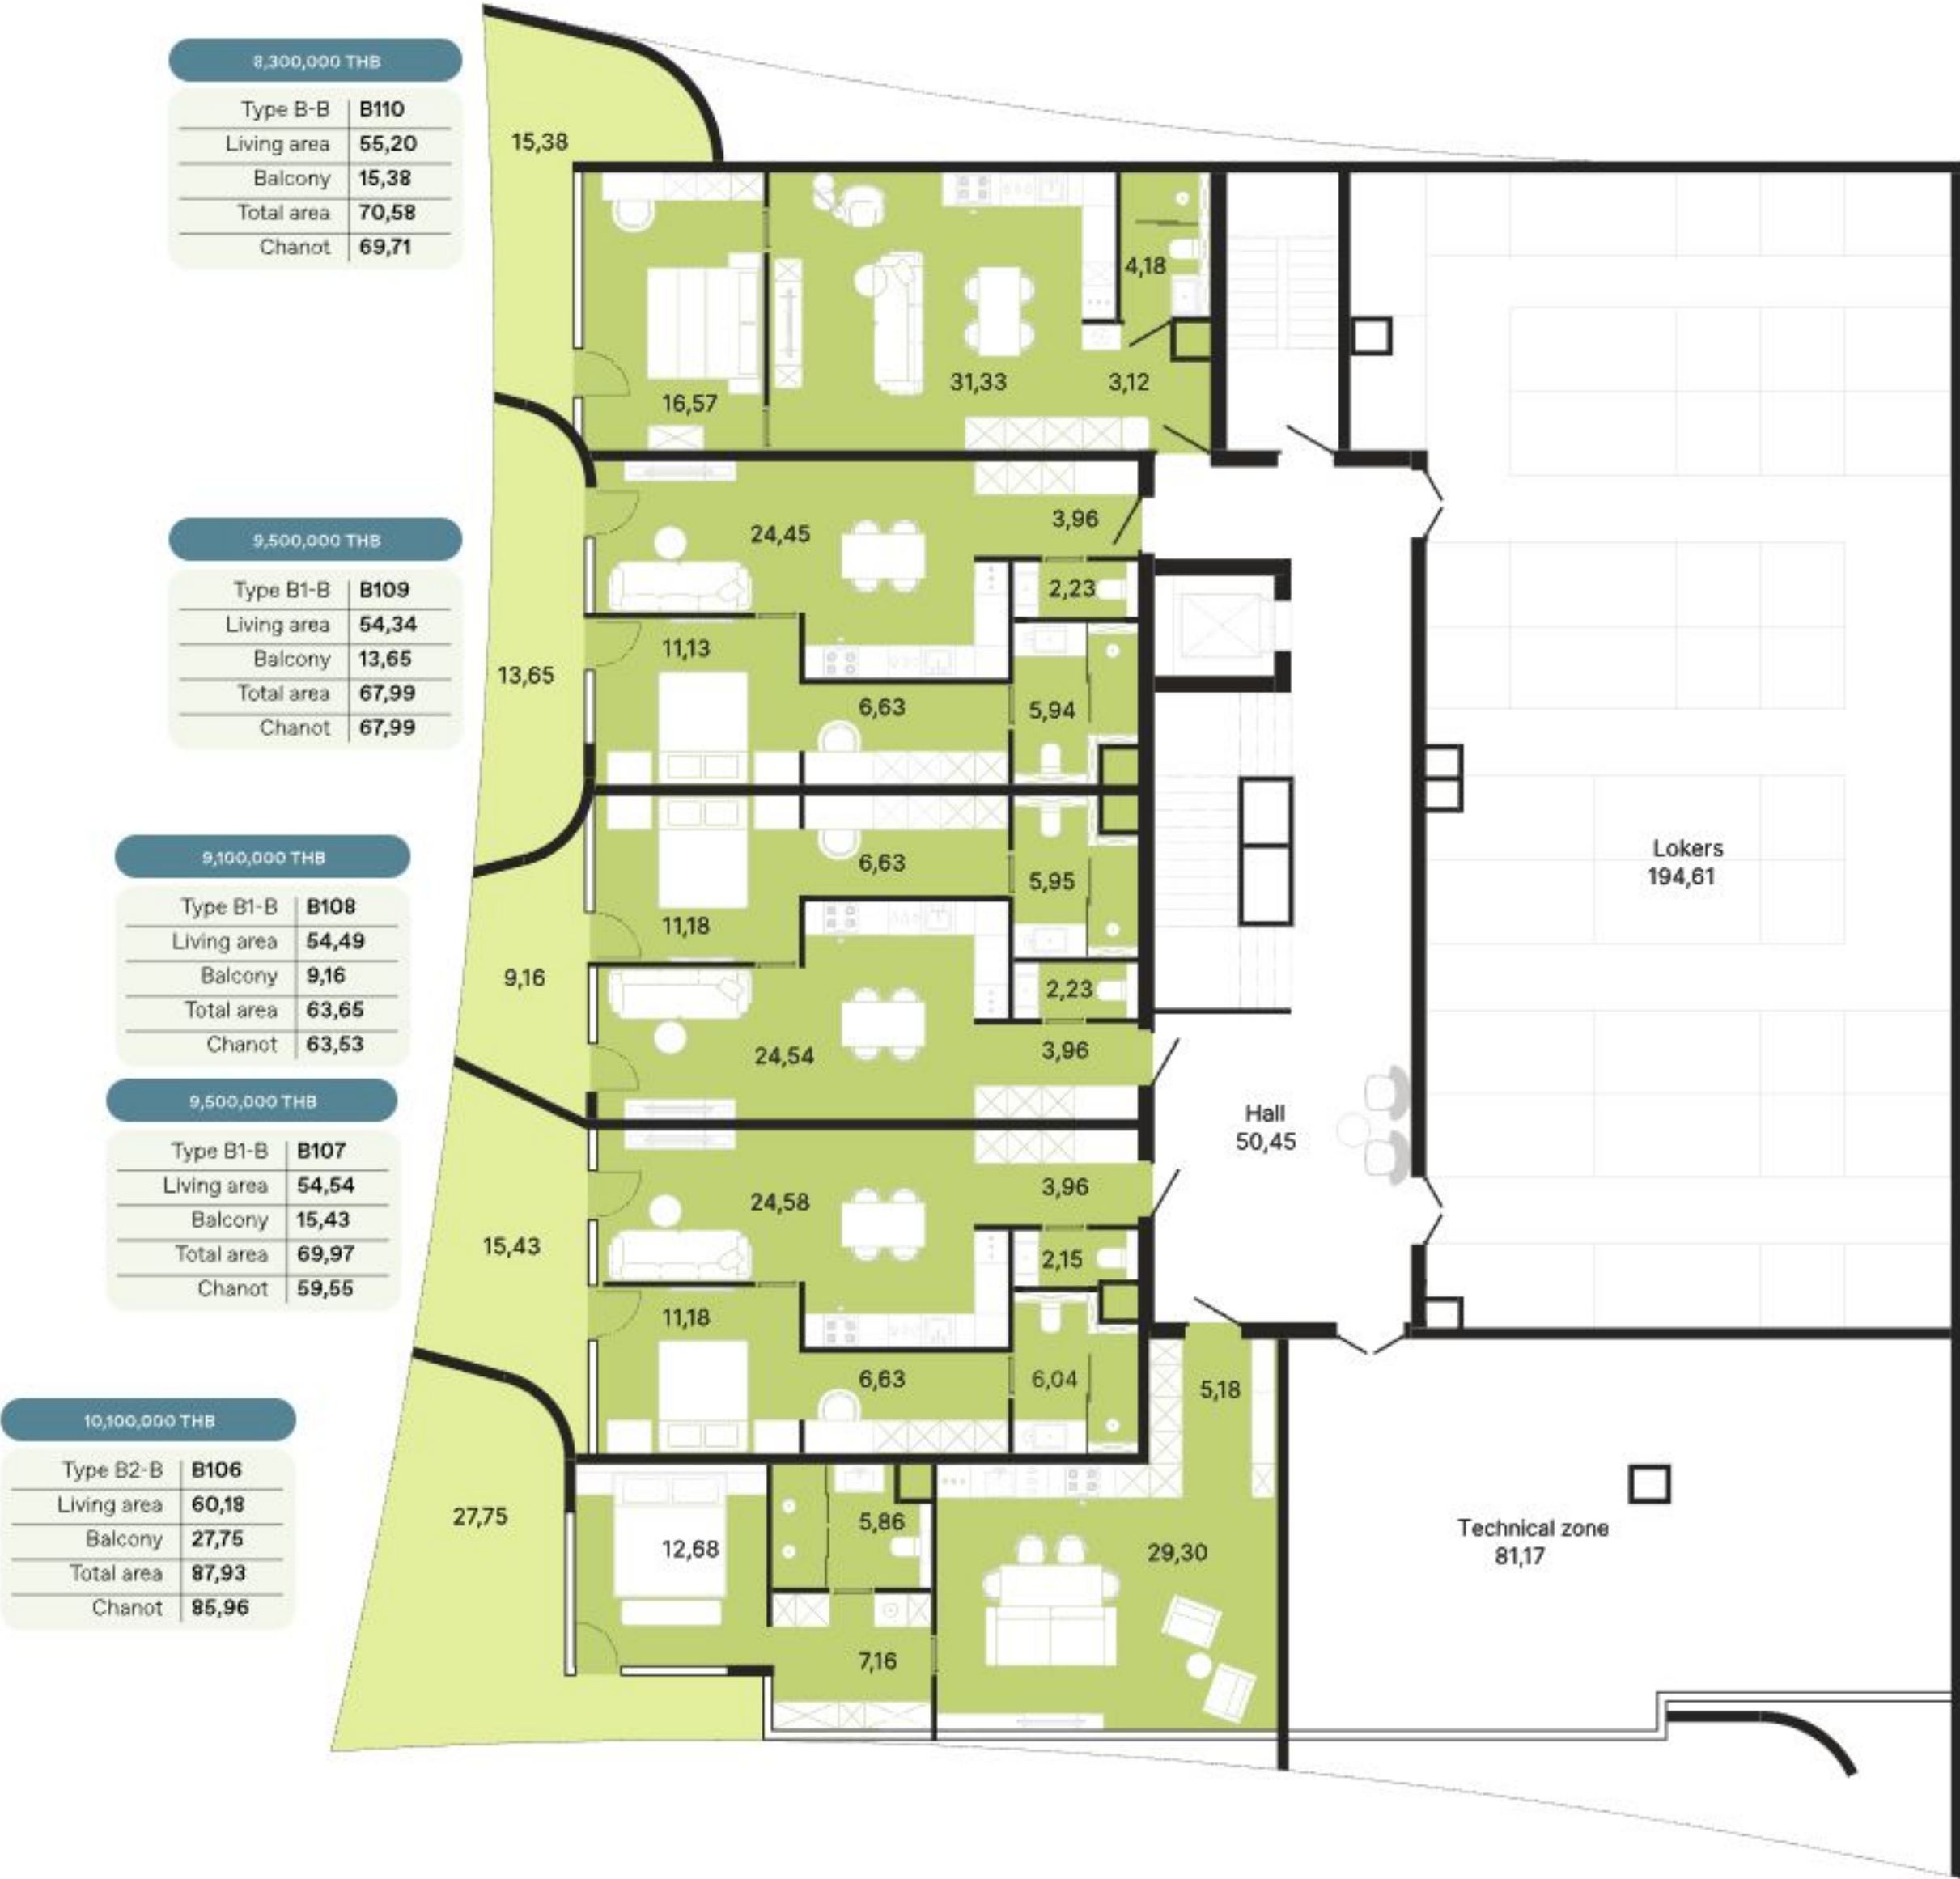 8,300,000 THB
Type B-B B110
Living area 55,20
Balcony 15,38
Total area 70,58
Chanot 69,71
9,500,000 THB
Type B1-B B109
Living area 54,34
Balcony 13,65
Total area 67,99
Chanot 67,99
9,100,000 THB
Type B1-B B108
Living area 54,49
Balcony 9,16
Total area 63,65
Chanot 63,53
9,500,000 THB
Type B1-B B107
Living area 54,54
Balcony 15,43
Total area 69,97
Chanot 59,55
10,100,000 THB
Type B2-B B106
Living area 60,18
Balcony 27,75
Total area 87,93
Chanot 85,96
15,38
4,18
31,33
3,12
16,57
24,45
3,96
2,23
11,13
13,65
6,63
5,94
6,63
5,95
11,18
9,16
2,23
24,54
3,96
Lokers
194,61
Hall
50,45
3,96
24,58
15,43
2,15
11,18
6,63
6,04
5,18
27,75
5,86
12,68
29,30
7,16
Technical zone
81,17